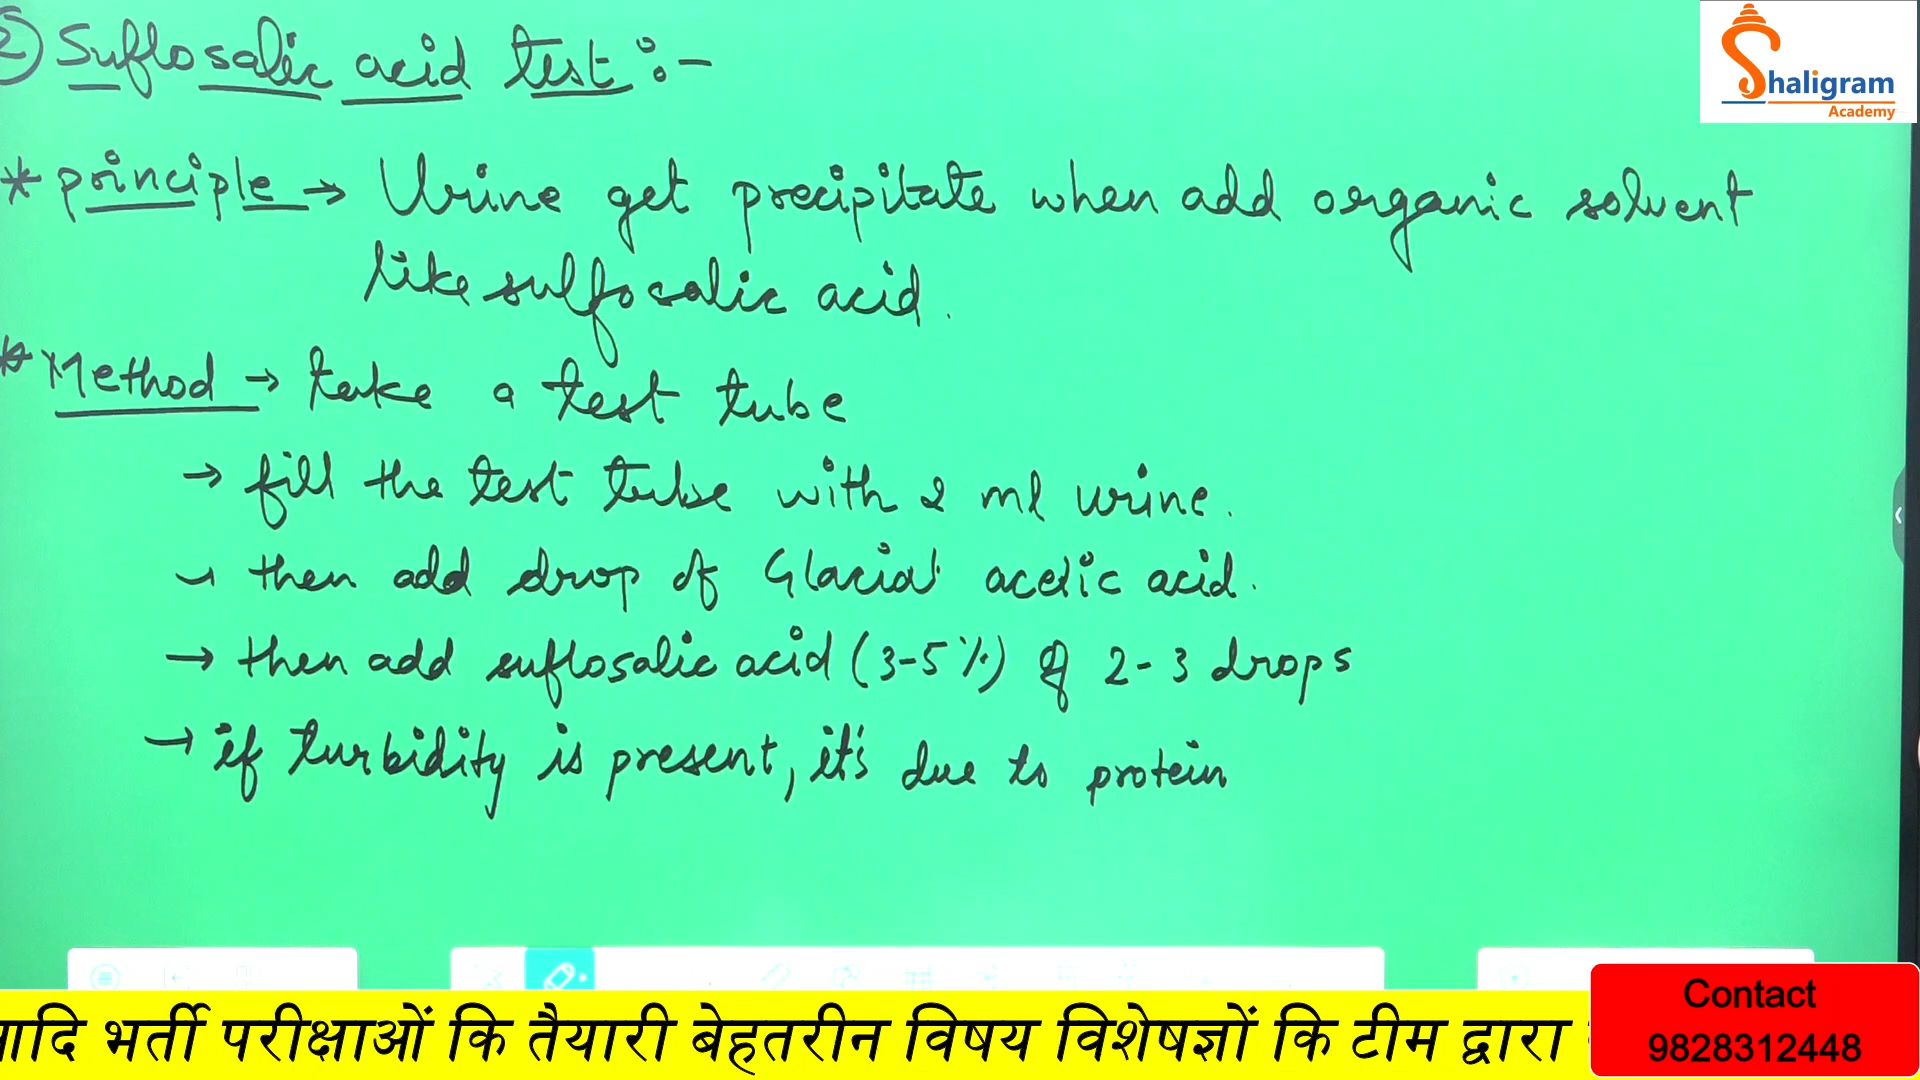 2) Suflosalic acid test :-
Shaligram
Academy
* principle → Urine get precipitate when add organic solvent
like sulfosalic acid.
* Method → take a test tube
→ fill the test tube with 2 ml urine.
→ then add drop of Glacial acetic acid.
→ then add suflosalic acid (3-5%) of 2-3 drops
→ if turbidity is present, it's due to protein
आदि भर्ती परीक्षाओं कि तैयारी बेहतरीन विषय विशेषज्ञों कि टीम द्वारा
Contact
9828312448